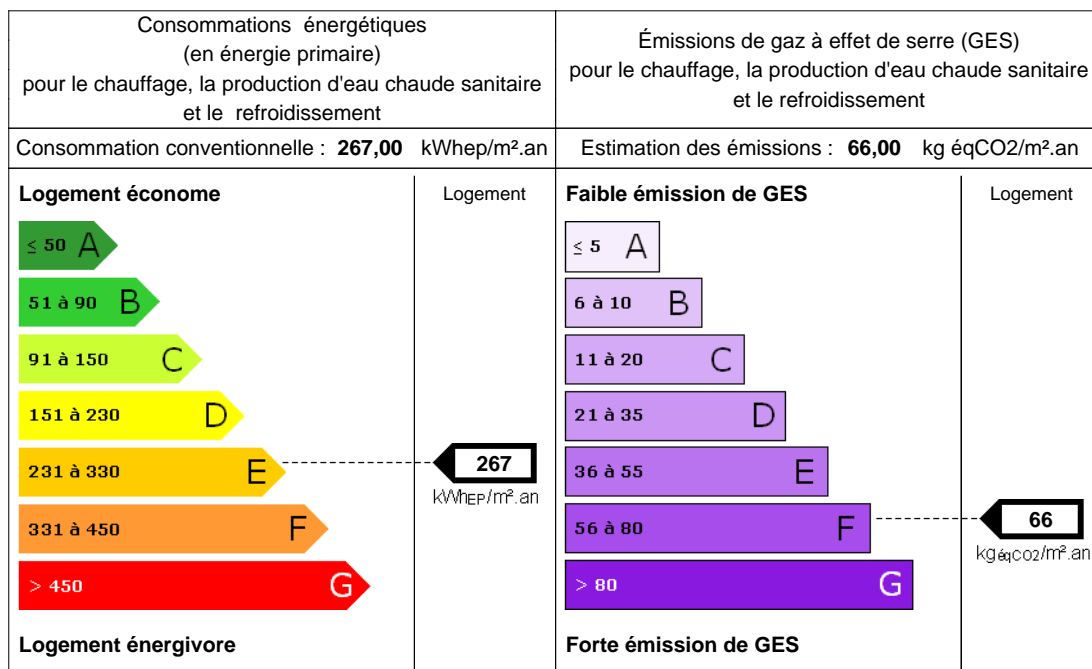 Consommations énergétiques
(en énergie primaire)
pour le chauffage, la production d'eau chaude sanitaire
et le refroidissement
Émissions de gaz à effet de serre (GES)
pour le chauffage, la production d'eau chaude sanitaire
et le refroidissement
Consommation conventionnelle : 267,00 kWhep/m².an
Estimation des émissions : 66,00 kg éqCO2/m².an
Logement économe
Logement
≤ 50 A
51 à 90 B
91 à 150 C
151 à 230 D
231 à 330 E
331 à 450 F
> 450 G
267
kWhEP/m².an
Logement énergivore
Faible émission de GES
Logement
≤ 5 A
6 à 10 B
11 à 20 C
21 à 35 D
36 à 55 E
56 à 80 F
> 80 G
66
kgéqCO2/m².an
Forte émission de GES